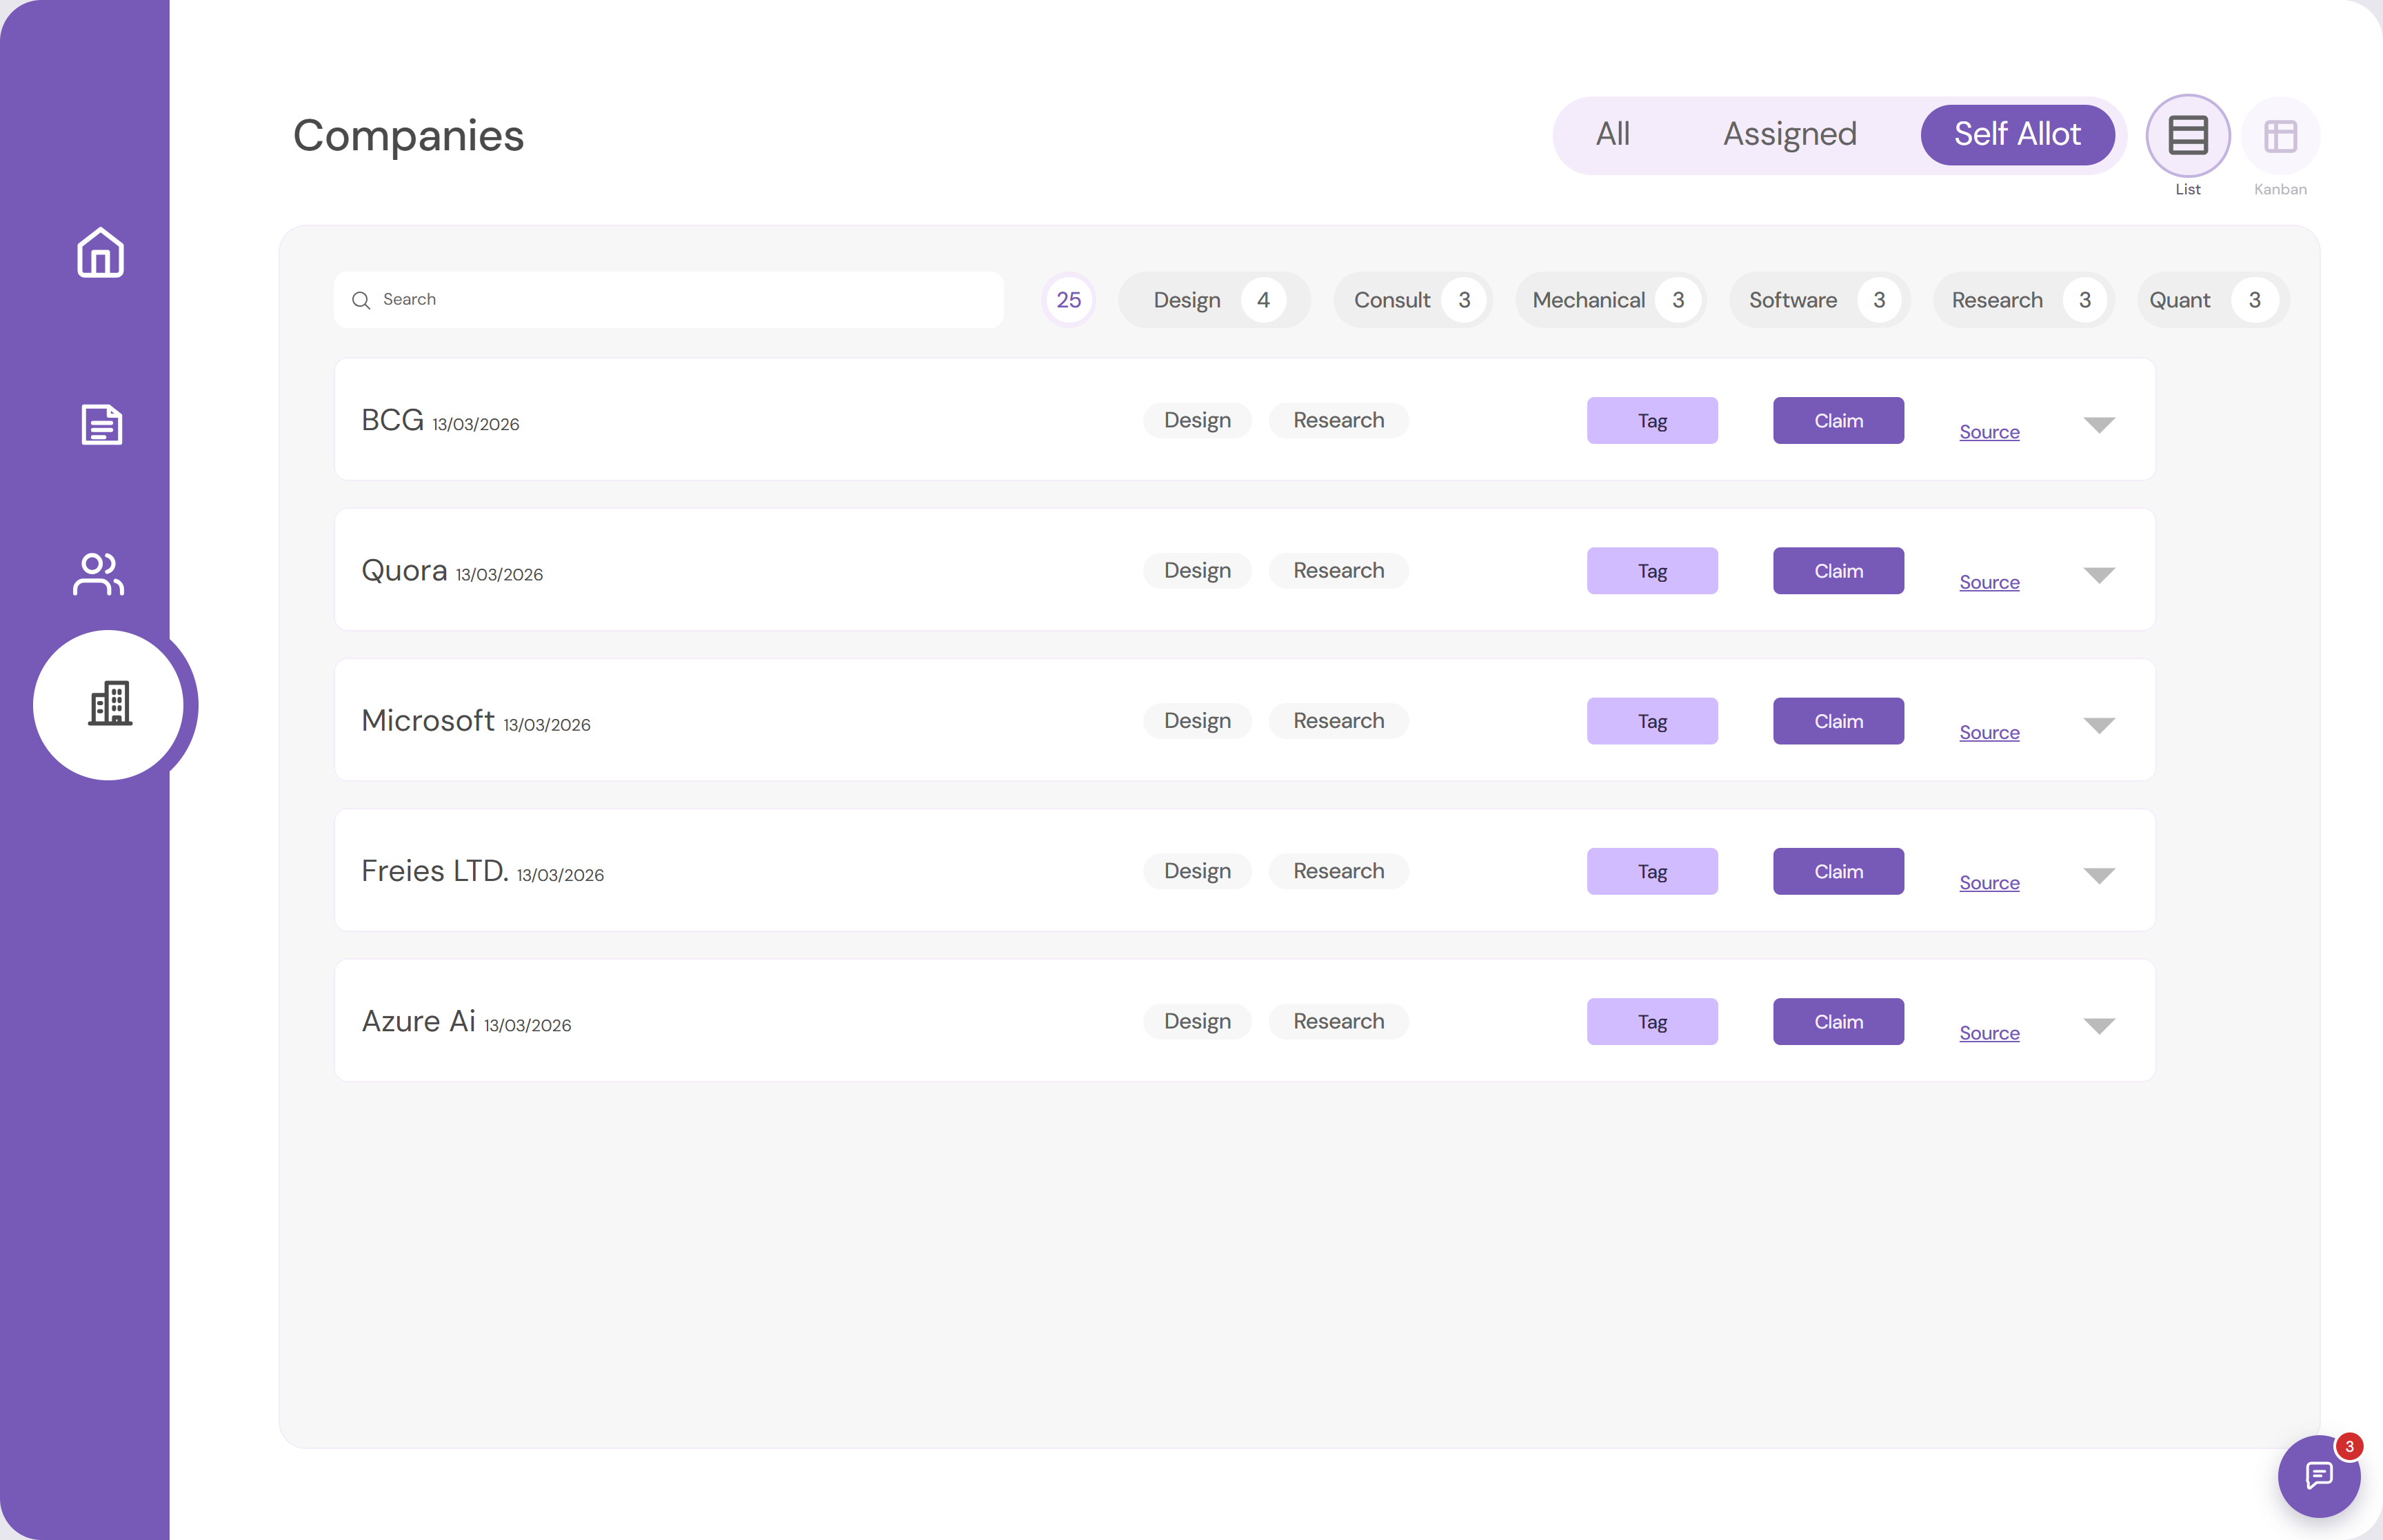 Companies
All Assigned Self Allot
List Kanban
Search 25 Design 4 Consult 3 Mechanical 3 Software 3 Research 3 Quant 3
BCG 13/03/2026 Design Research Tag Claim Source
Quora 13/03/2026 Design Research Tag Claim Source
Microsoft 13/03/2026 Design Research Tag Claim Source
Freies LTD. 13/03/2026 Design Research Tag Claim Source
Azure Ai 13/03/2026 Design Research Tag Claim Source
3